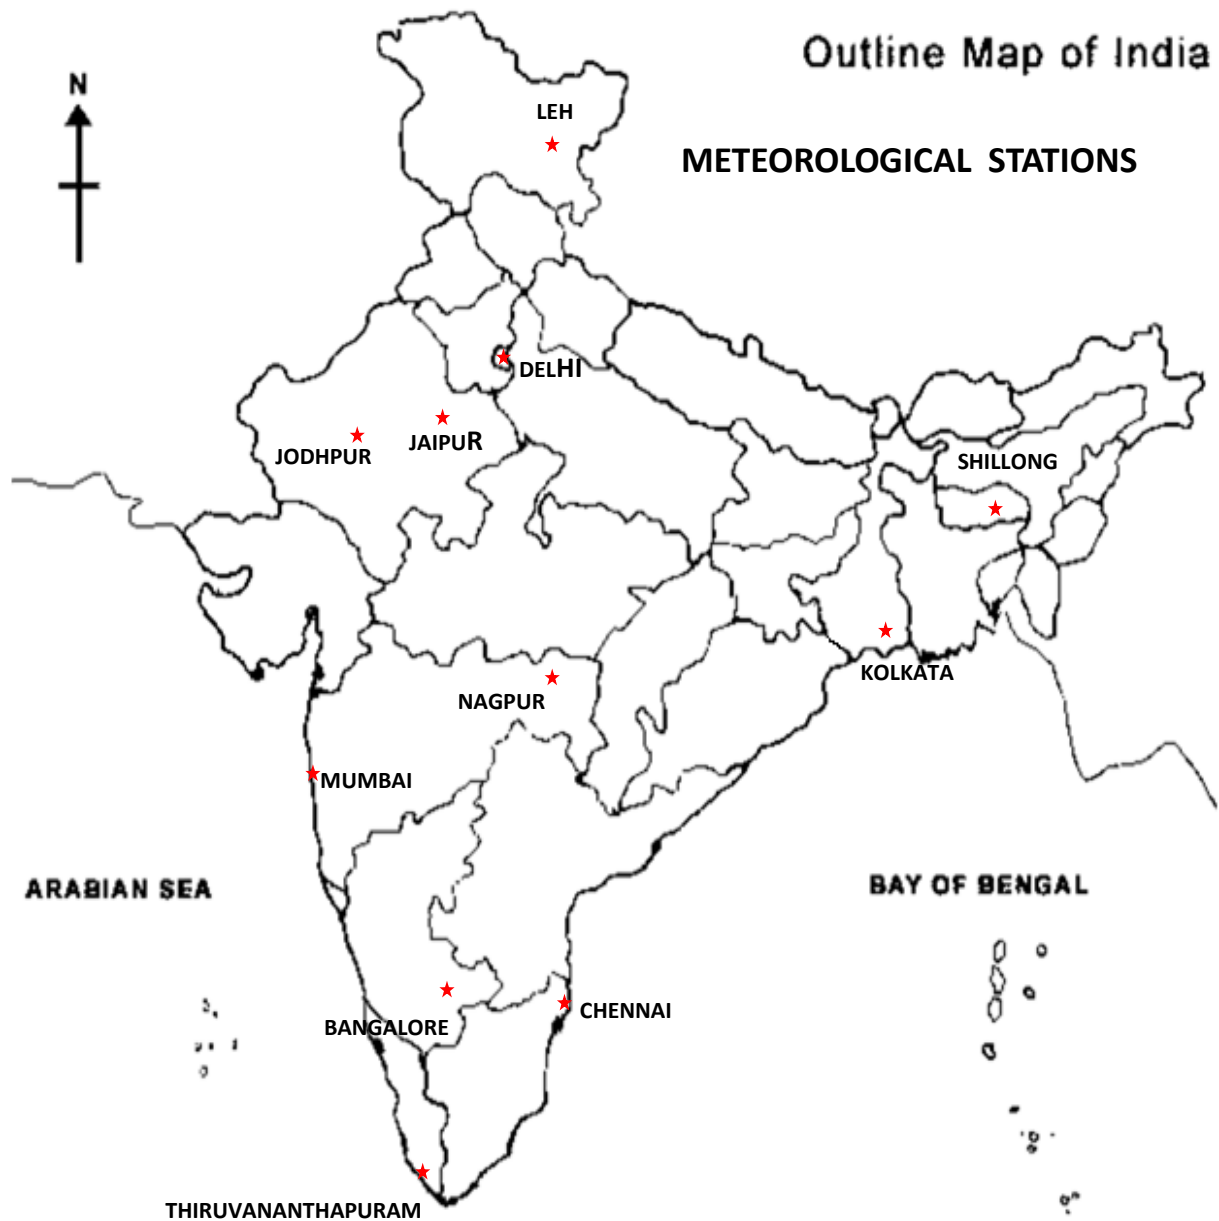 Outline Map of India
N
LEH
METEOROLOGICAL STATIONS
DELHI
JODHPUR
JAIPUR
SHILLONG
KOLKATA
NAGPUR
MUMBAI
ARABIAN SEA
BAY OF BENGAL
BANGALORE
CHENNAI
THIRUVANANTHAPURAM